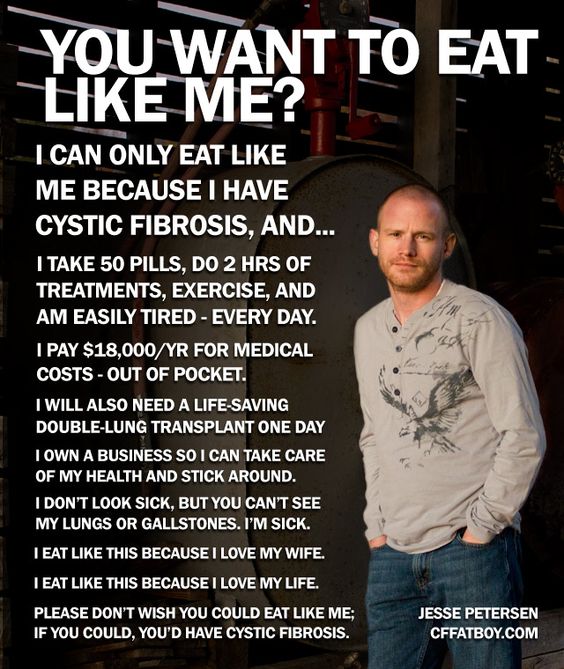 YOU WANT TO EAT
LIKE ME?
I CAN ONLY EAT LIKE
ME BECAUSE I HAVE
CYSTIC FIBROSIS, AND...
I TAKE 50 PILLS, DO 2 HRS OF
TREATMENTS, EXERCISE, AND
AM EASILY TIRED - EVERY DAY.
I PAY $18,000/YR FOR MEDICAL
COSTS - OUT OF POCKET.
I WILL ALSO NEED A LIFE-SAVING
DOUBLE-LUNG TRANSPLANT ONE DAY
I OWN A BUSINESS SO I CAN TAKE CARE
OF MY HEALTH AND STICK AROUND.
I DON'T LOOK SICK, BUT YOU CAN'T SEE
MY LUNGS OR GALLSTONES. I'M SICK.
I EAT LIKE THIS BECAUSE I LOVE MY WIFE.
I EAT LIKE THIS BECAUSE I LOVE MY LIFE.
PLEASE DON'T WISH YOU COULD EAT LIKE ME;
IF YOU COULD, YOU'D HAVE CYSTIC FIBROSIS.
JESSE PETERSEN
CFFATBOY.COM